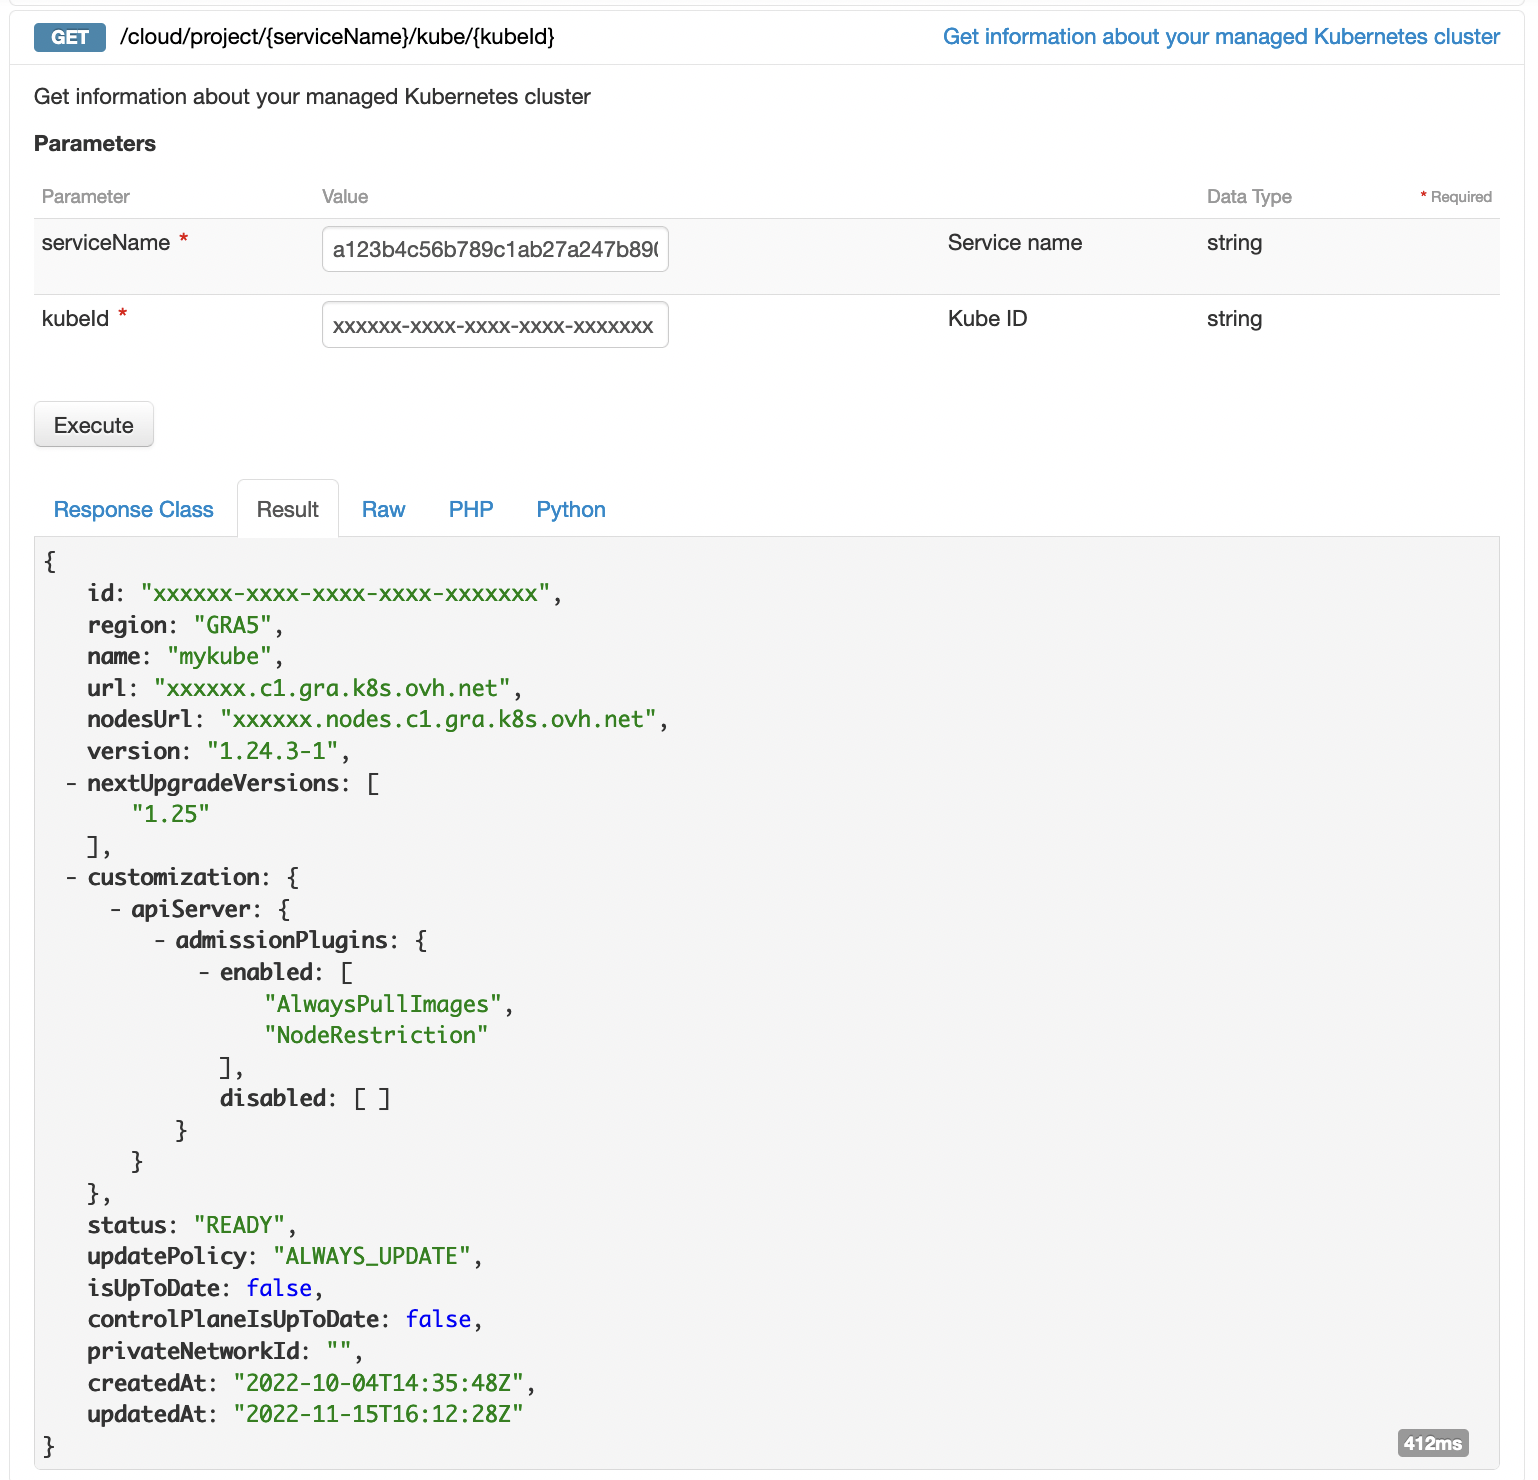 GET /cloud/project/{serviceName}/kube/{kubeId} Get information about your managed Kubernetes cluster
Get information about your managed Kubernetes cluster
Parameters
Parameter Value Data Type * Required
serviceName * a123b4c56b789c1ab27a247b890 Service name string
kubeId * xxxxxx-xxxx-xxxx-xxxx-xxxxxxx Kube ID string
Execute
Response Class Result Raw PHP Python
{
id: "xxxxxx-xxxx-xxxx-xxxx-xxxxxxx",
region: "GRA5",
name: "mykube",
url: "xxxxxx.c1.gra.k8s.ovh.net",
nodesUrl: "xxxxxx.nodes.c1.gra.k8s.ovh.net",
version: "1.24.3-1",
- nextUpgradeVersions: [
"1.25"
],
- customization: {
- apiServer: {
- admissionPlugins: {
- enabled: [
"AlwaysPullImages",
"NodeRestriction"
],
disabled: [ ]
}
}
},
status: "READY",
updatePolicy: "ALWAYS_UPDATE",
isUpToDate: false,
controlPlaneIsUpToDate: false,
privateNetworkId: "",
createdAt: "2022-10-04T14:35:48Z",
updatedAt: "2022-11-15T16:12:28Z"
}
412ms